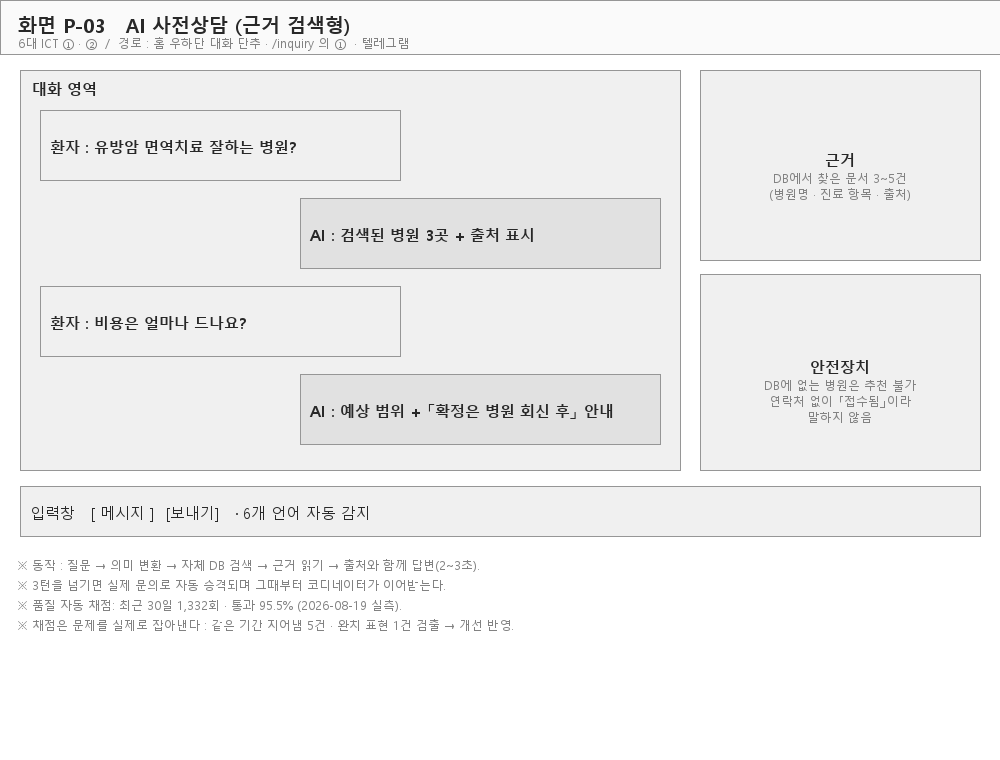 화면 P-03 AI 사전상담 (근거 검색형)
6대 ICT ① · ② / 경로 : 홈 우하단 대화 단추 · /inquiry 의 ① · 텔레그램
대화 영역
환자 : 유방암 면역치료 잘하는 병원?
AI : 검색된 병원 3곳 + 출처 표시
환자 : 비용은 얼마나 드나요?
AI : 예상 범위 + 「확정은 병원 회신 후」 안내
근거
DB에서 찾은 문서 3~5건
(병원명 · 진료 항목 · 출처)
안전장치
DB에 없는 병원은 추천 불가
연락처 없이 「접수됨」이라
말하지 않음
입력창 [ 메시지 ] [보내기] · 6개 언어 자동 감지
※ 동작 : 질문 → 의미 변환 → 자체 DB 검색 → 근거 읽기 → 출처와 함께 답변(2~3초).
※ 3턴을 넘기면 실제 문의로 자동 승격되며 그때부터 코디네이터가 이어받는다.
※ 품질 자동 채점: 최근 30일 1,332회 · 통과 95.5% (2026-08-19 실측).
※ 채점은 문제를 실제로 잡아낸다 : 같은 기간 지어냄 5건 · 완치 표현 1건 검출 → 개선 반영.